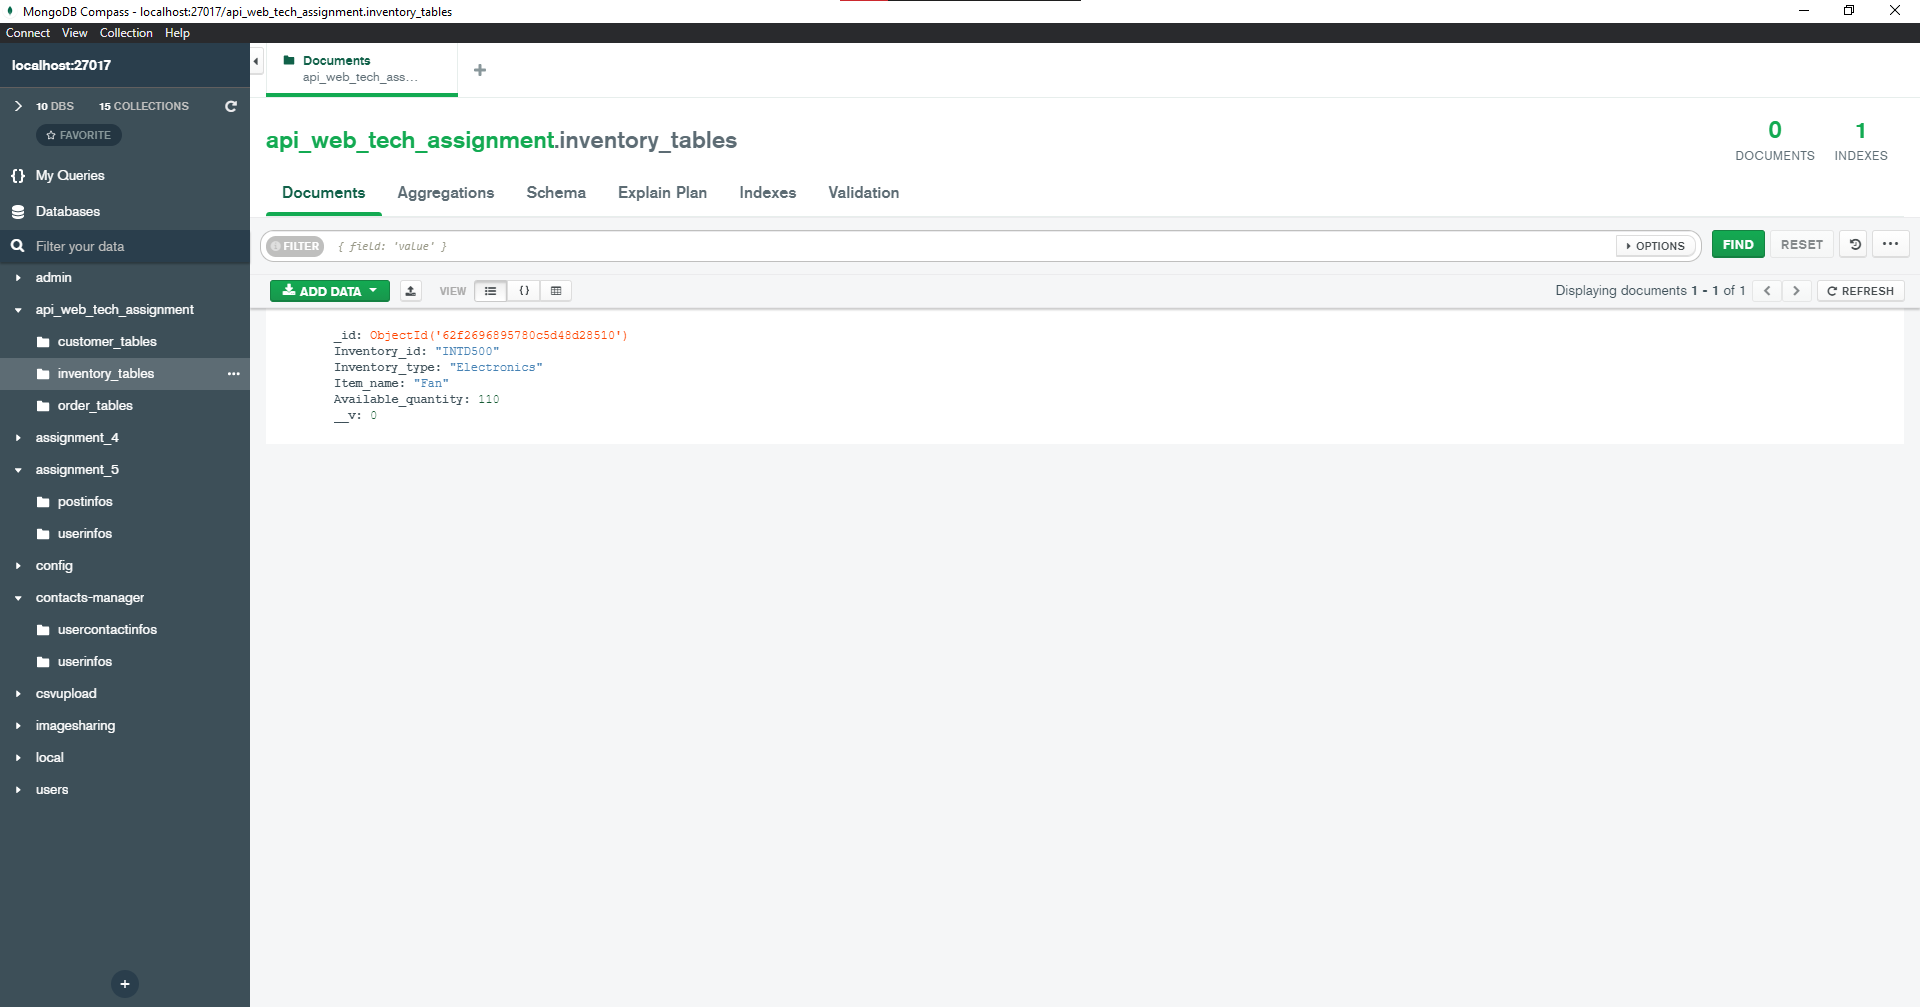 MongoDB Compass - localhost:27017/api_web_tech_assignment.inventory_tables
Connect View Collection Help
localhost:27017
10 DBS 15 COLLECTIONS
FAVORITE
{} My Queries
Databases
Filter your data
admin
api_web_tech_assignment
customer_tables
inventory_tables
order_tables
assignment_4
assignment_5
postinfos
userinfos
config
contacts-manager
usercontactinfos
userinfos
csvupload
imagesharing
local
users
Documents
api_web_tech_ass...
api_web_tech_assignment.inventory_tables
0
DOCUMENTS
1
INDEXES
Documents Aggregations Schema Explain Plan Indexes Validation
FILTER { field: 'value' } OPTIONS FIND RESET
ADD DATA VIEW {} Displaying documents 1 - 1 of 1 REFRESH
_id: ObjectId('62f2696895780c5d48d28510')
Inventory_id: "INTD500"
Inventory_type: "Electronics"
Item_name: "Fan"
Available_quantity: 110
__v: 0